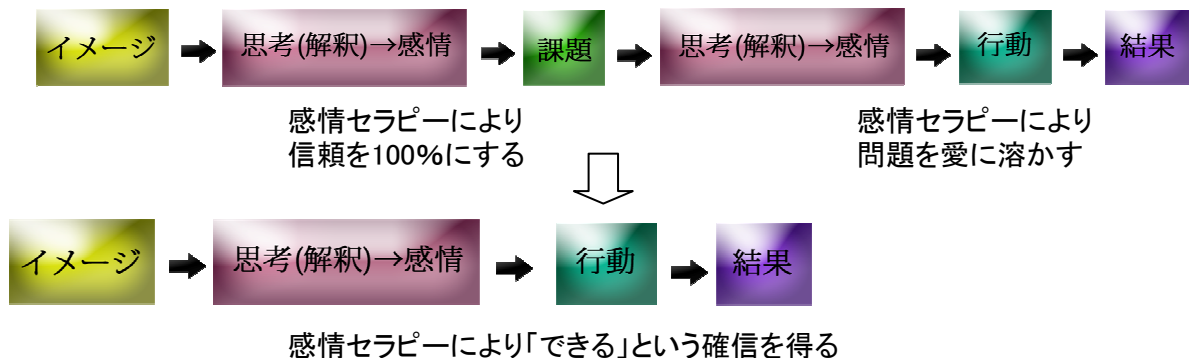 イメージ
思考(解釈)→感情
課題
思考(解釈)→感情
行動
結果
感情セラピーにより
信頼を100%にする
感情セラピーにより
問題を愛に溶かす
イメージ
思考(解釈)→感情
行動
結果
感情セラピーにより「できる」という確信を得る